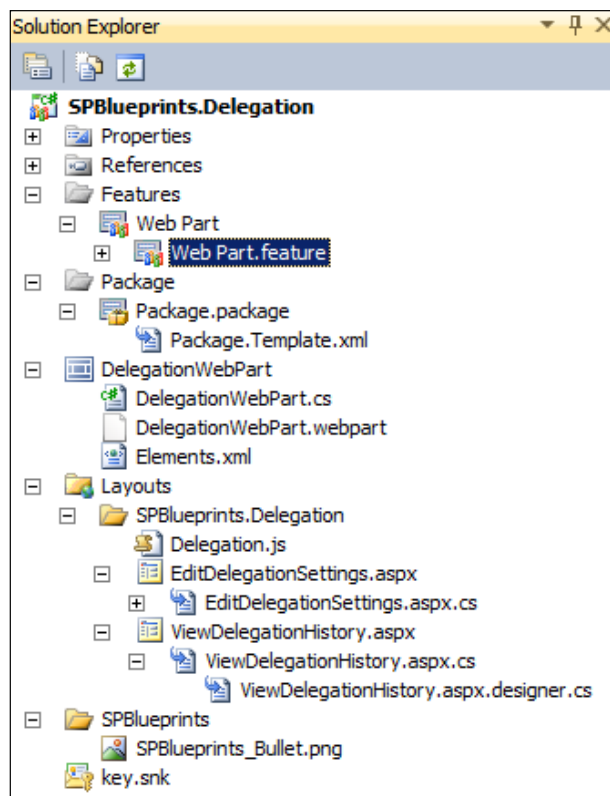 Solution Explorer
SPBlueprints.Delegation
Properties
References
Features
Web Part
Web Part.feature
Package
Package.package
Package.Template.xml
DelegationWebPart
DelegationWebPart.cs
DelegationWebPart.webpart
Elements.xml
Layouts
SPBlueprints.Delegation
Delegation.js
EditDelegationSettings.aspx
EditDelegationSettings.aspx.cs
ViewDelegationHistory.aspx
ViewDelegationHistory.aspx.cs
ViewDelegationHistory.aspx.designer.cs
SPBlueprints
SPBlueprints_Bullet.png
key.snk